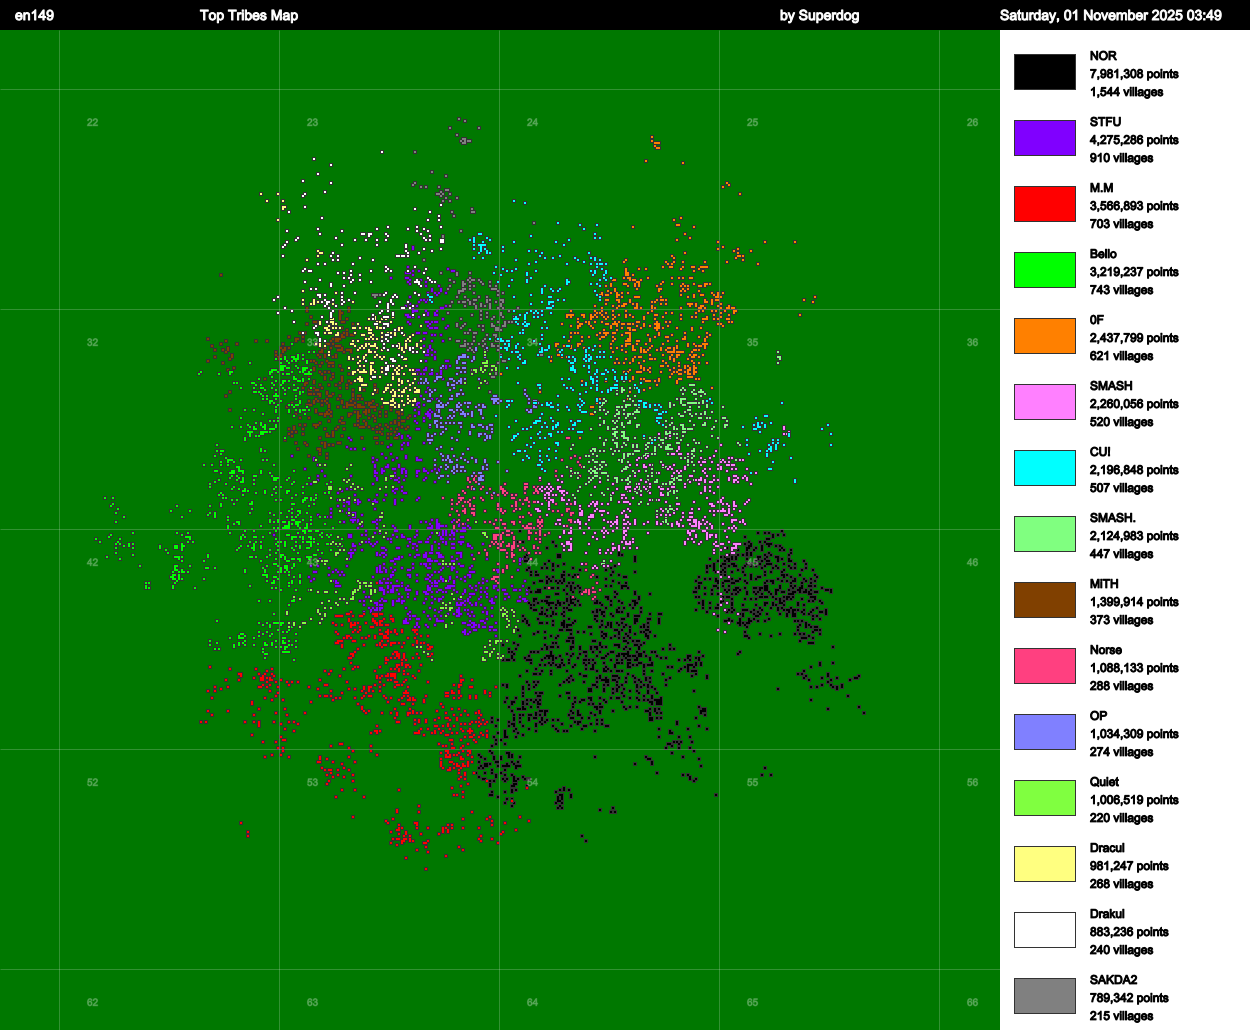 en149 Top Tribes Map by Superdog Saturday, 01 November 2025 03:49
22 23 24 25 26
32 33 34 35 36
42 43 44 45 46
52 53 54 55 56
62 63 64 65 66
NOR
7,981,308 points
1,544 villages
STFU
4,275,286 points
910 villages
M.M
3,566,893 points
703 villages
Bello
3,219,237 points
743 villages
0F
2,437,799 points
621 villages
SMASH
2,260,056 points
520 villages
CUI
2,196,848 points
507 villages
SMASH.
2,124,983 points
447 villages
MITH
1,399,914 points
373 villages
Norse
1,088,133 points
288 villages
OP
1,034,309 points
274 villages
Quiet
1,006,519 points
220 villages
Dracul
981,247 points
268 villages
Drakul
883,236 points
240 villages
SAKDA2
789,342 points
215 villages